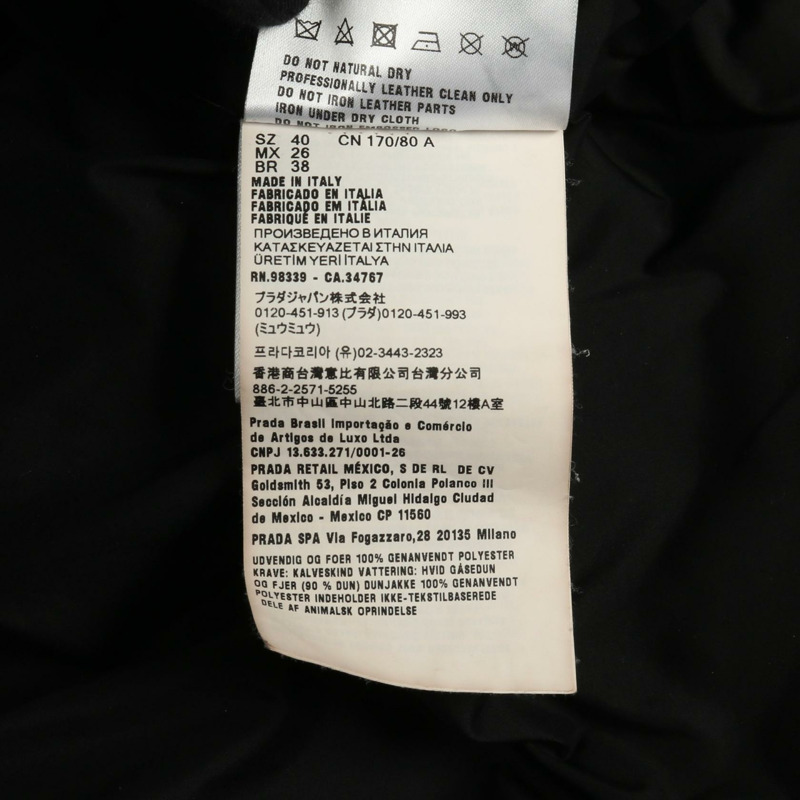 DO NOT NATURAL DRY
PROFESSIONALLY LEATHER CLEAN ONLY
DO NOT IRON LEATHER PARTS
IRON UNDER DRY CLOTH
DO NOT IRON EMBOSSED LOGO
SZ 40 CN 170/80 A
MX 26
BR 38
MADE IN ITALY
FABRICADO EN ITALIA
FABRICADO EM ITÁLIA
FABRIQUÉ EN ITALIE
ПРОИЗВЕДЕНО В ИТАЛИЯ
ΚΑΤΑΣΚΕΥΑΖΕΤΑΙ ΣΤΗΝ ΙΤΑΛΙΑ
ÜRETİM YERİ İTALYA
RN.98339 - CA.34767
プラダジャパン株式会社
0120-451-913 (プラダ)0120-451-993
(ミュウミュウ)
프라다코리아 (유)02-3443-2323
香港商台灣意比有限公司台灣分公司
886-2-2571-5255
臺北市中山區中山北路二段44號12樓A室
Prada Brasil Importação e Comércio
de Artigos de Luxo Ltda
CNPJ 13.633.271/0001-26
PRADA RETAIL MÉXICO, S DE RL DE CV
Goldsmith 53, Piso 2 Colonia Polanco III
Sección Alcaldía Miguel Hidalgo Ciudad
de Mexico - Mexico CP 11560
PRADA SPA Via Fogazzaro,28 20135 Milano
UDVENDIG OG FOER 100% GENANVENDT POLYESTER
KRAVE: KALVESKIND VATTERING: HVID GÅSEDUN
OG FJER (90 % DUN) DUNJAKKE 100% GENANVENDT
POLYESTER INDEHOLDER IKKE-TEKSTILBASEREDE
DELE AF ANIMALSK OPRINDELSE